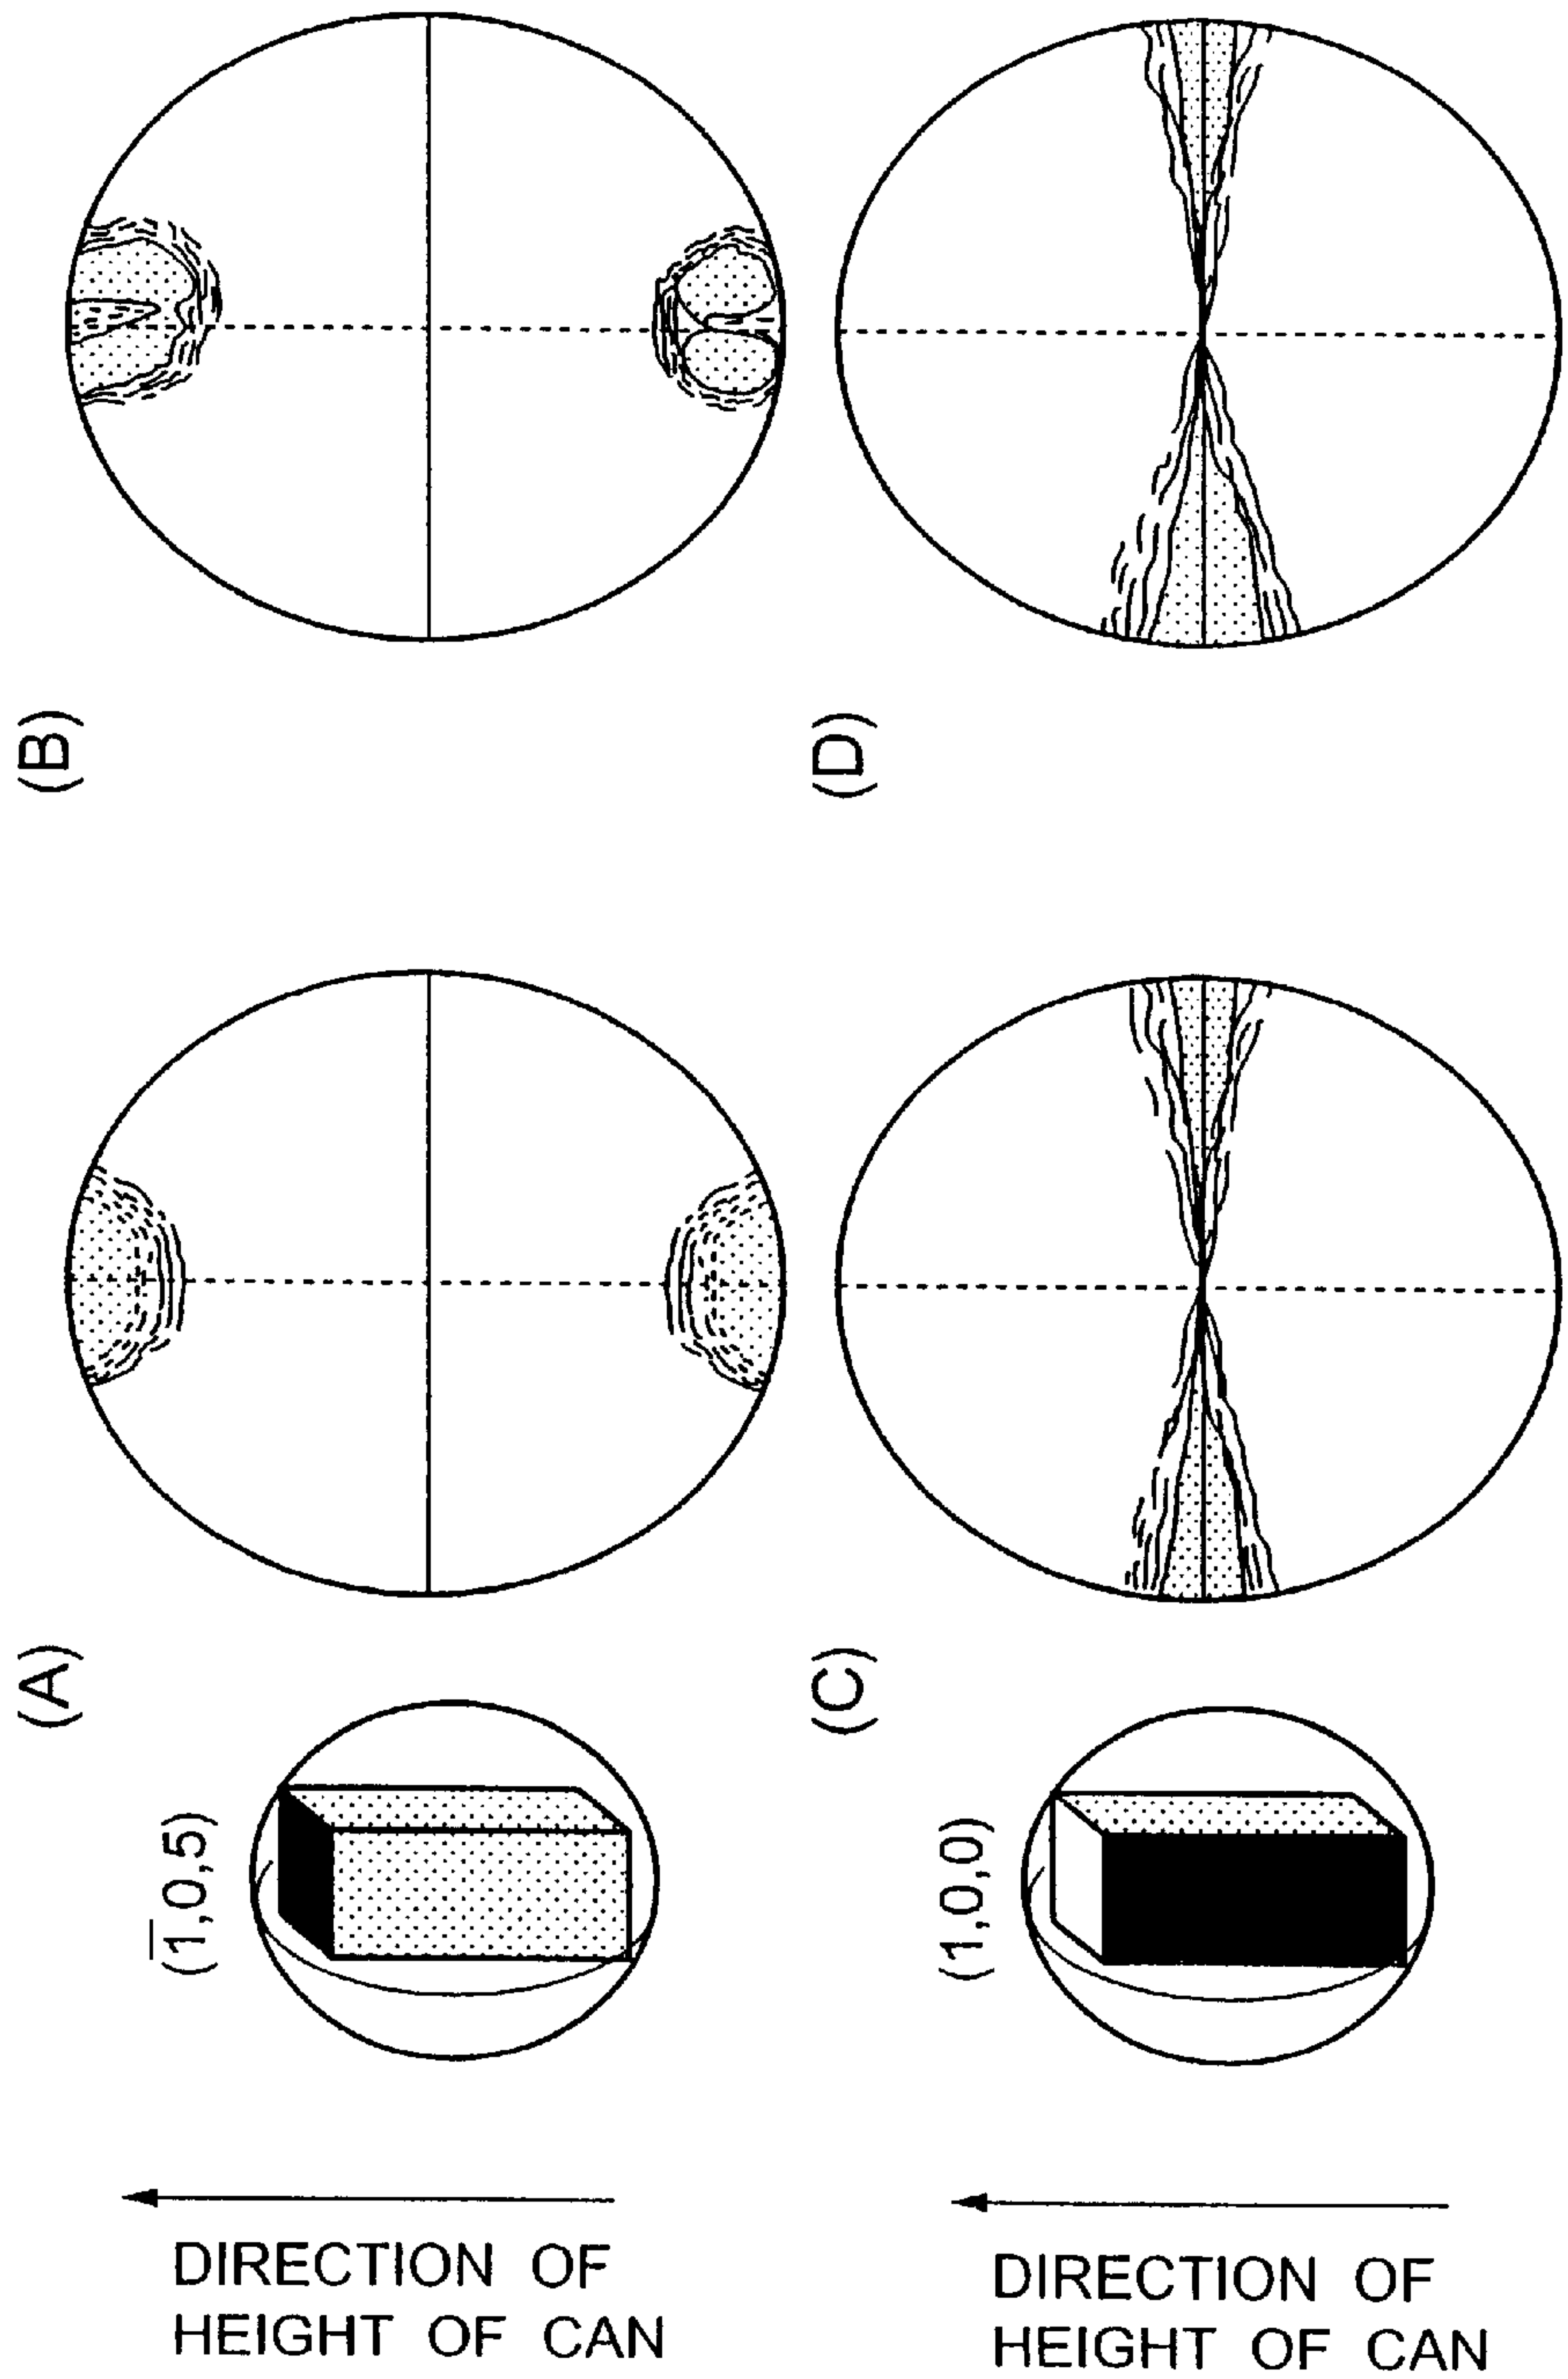 (A)
(B)
(1̅,0,5)
DIRECTION OF
HEIGHT OF CAN
(C)
(D)
(1,0,0)
DIRECTION OF
HEIGHT OF CAN